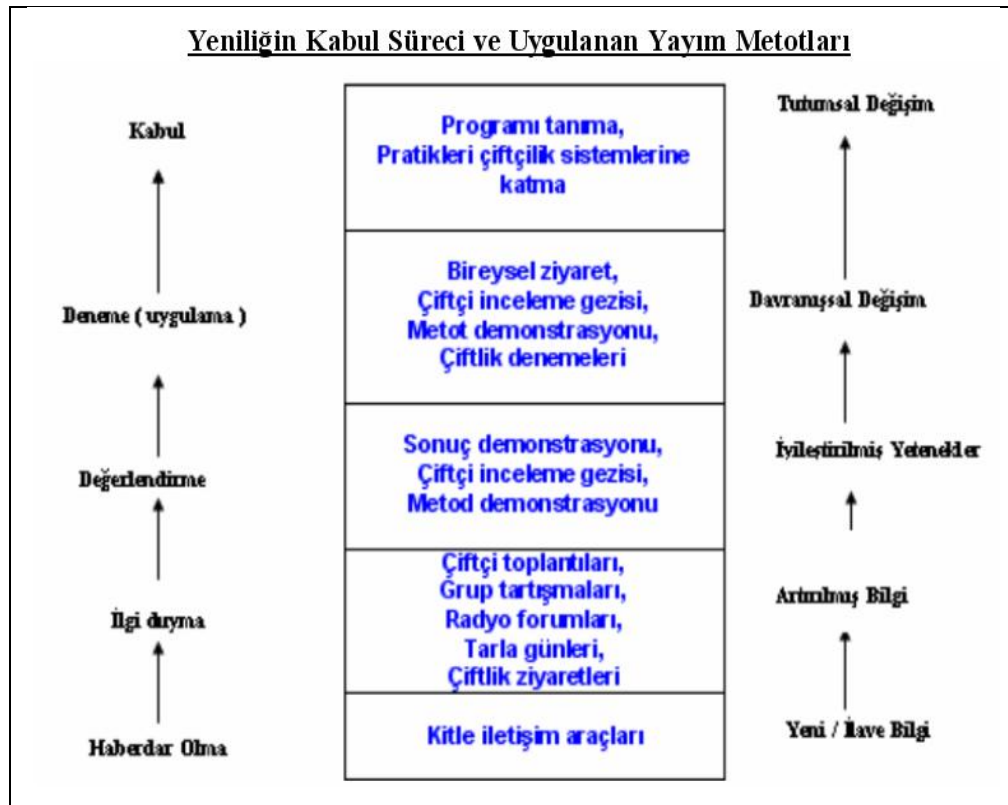 Yeniliğin Kabul Süreci ve Uygulanan Yayım Metotları
Kabul
Deneme ( uygulama )
Değerlendirme
İlgi duyma
Haberdar Olma
Programı tanıma,
Pratikleri çiftçilik sistemlerine
katma
Bireysel ziyaret,
Çiftçi inceleme gezisi,
Metot demonstrasyonu,
Çiftlik denemeleri
Sonuç demonstrasyonu,
Çiftçi inceleme gezisi,
Metod demonstrasyonu
Çiftçi toplantıları,
Grup tartışmaları,
Radyo forumları,
Tarla günleri,
Çiftlik ziyaretleri
Kitle iletişim araçları
Tutumsal Değişim
Davranışsal Değişim
İyileştirilmiş Yetenekler
Artırılmış Bilgi
Yeni / İlave Bilgi